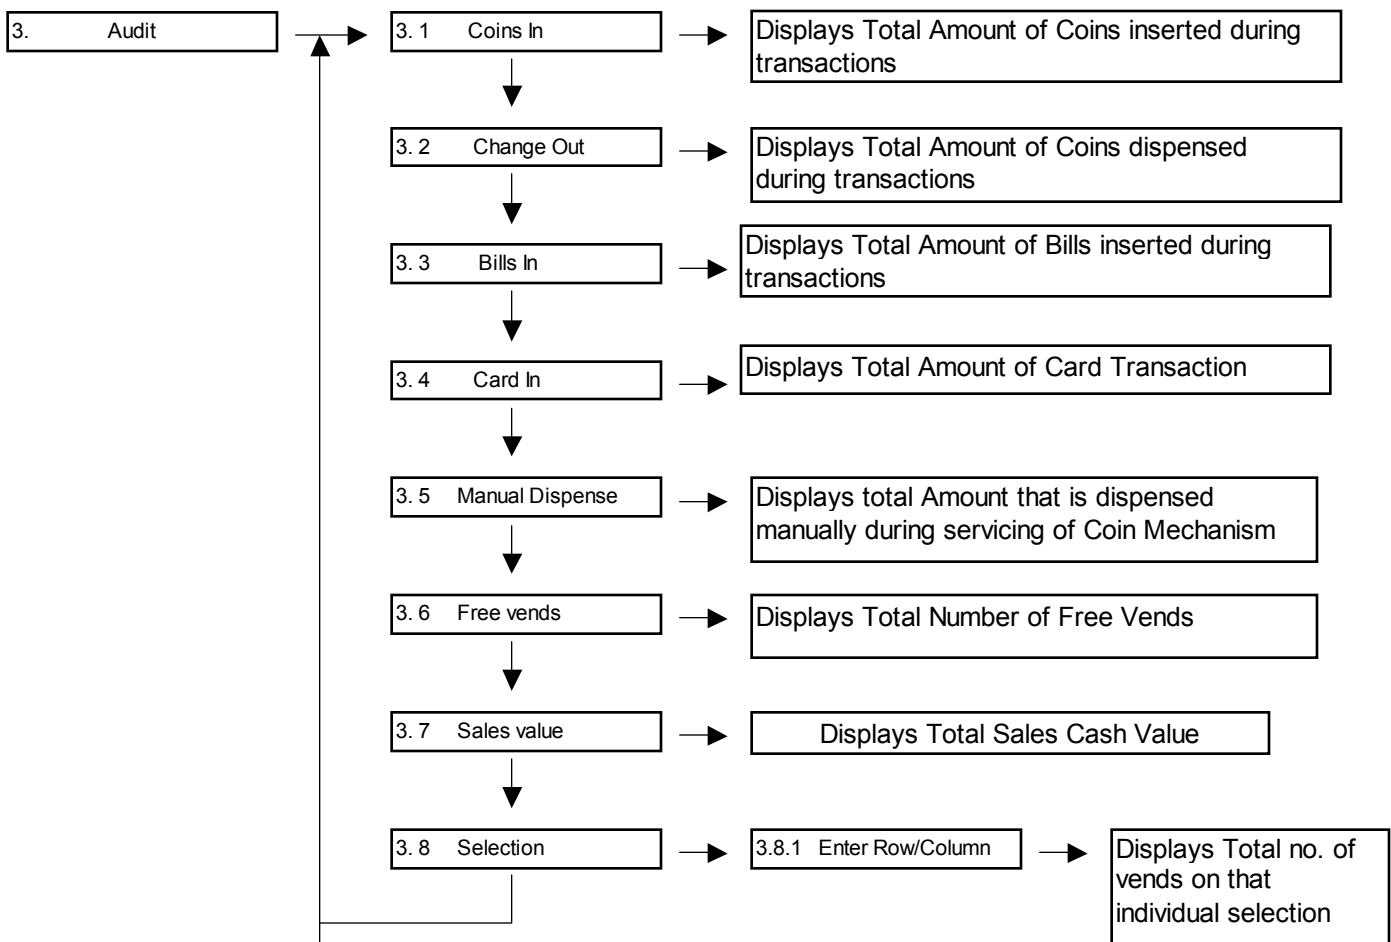 3. Audit
3. 1 Coins In
Displays Total Amount of Coins inserted during
transactions
3. 2 Change Out
Displays Total Amount of Coins dispensed
during transactions
3. 3 Bills In
Displays Total Amount of Bills inserted during
transactions
3. 4 Card In
Displays Total Amount of Card Transaction
3. 5 Manual Dispense
Displays total Amount that is dispensed
manually during servicing of Coin Mechanism
3. 6 Free vends
Displays Total Number of Free Vends
3. 7 Sales value
Displays Total Sales Cash Value
3. 8 Selection
3.8.1 Enter Row/Column
Displays Total no. of
vends on that
individual selection